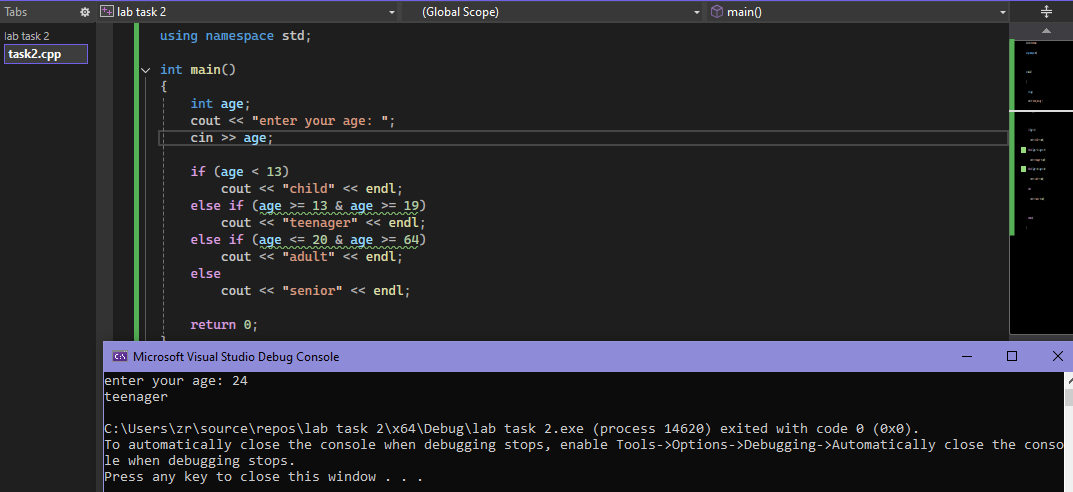 Tabs
lab task 2
(Global Scope)
main()
lab task 2
task2.cpp
using namespace std;
int main()
{
int age;
cout << "enter your age: ";
cin >> age;
if (age < 13)
cout << "child" << endl;
else if (age >= 13 & age >= 19)
cout << "teenager" << endl;
else if (age <= 20 & age >= 64)
cout << "adult" << endl;
else
cout << "senior" << endl;
return 0;
Microsoft Visual Studio Debug Console
enter your age: 24
teenager
C:\Users\zr\source\repos\lab task 2\x64\Debug\lab task 2.exe (process 14620) exited with code 0 (0x0).
To automatically close the console when debugging stops, enable Tools->Options->Debugging->Automatically close the conso
le when debugging stops.
Press any key to close this window . . .